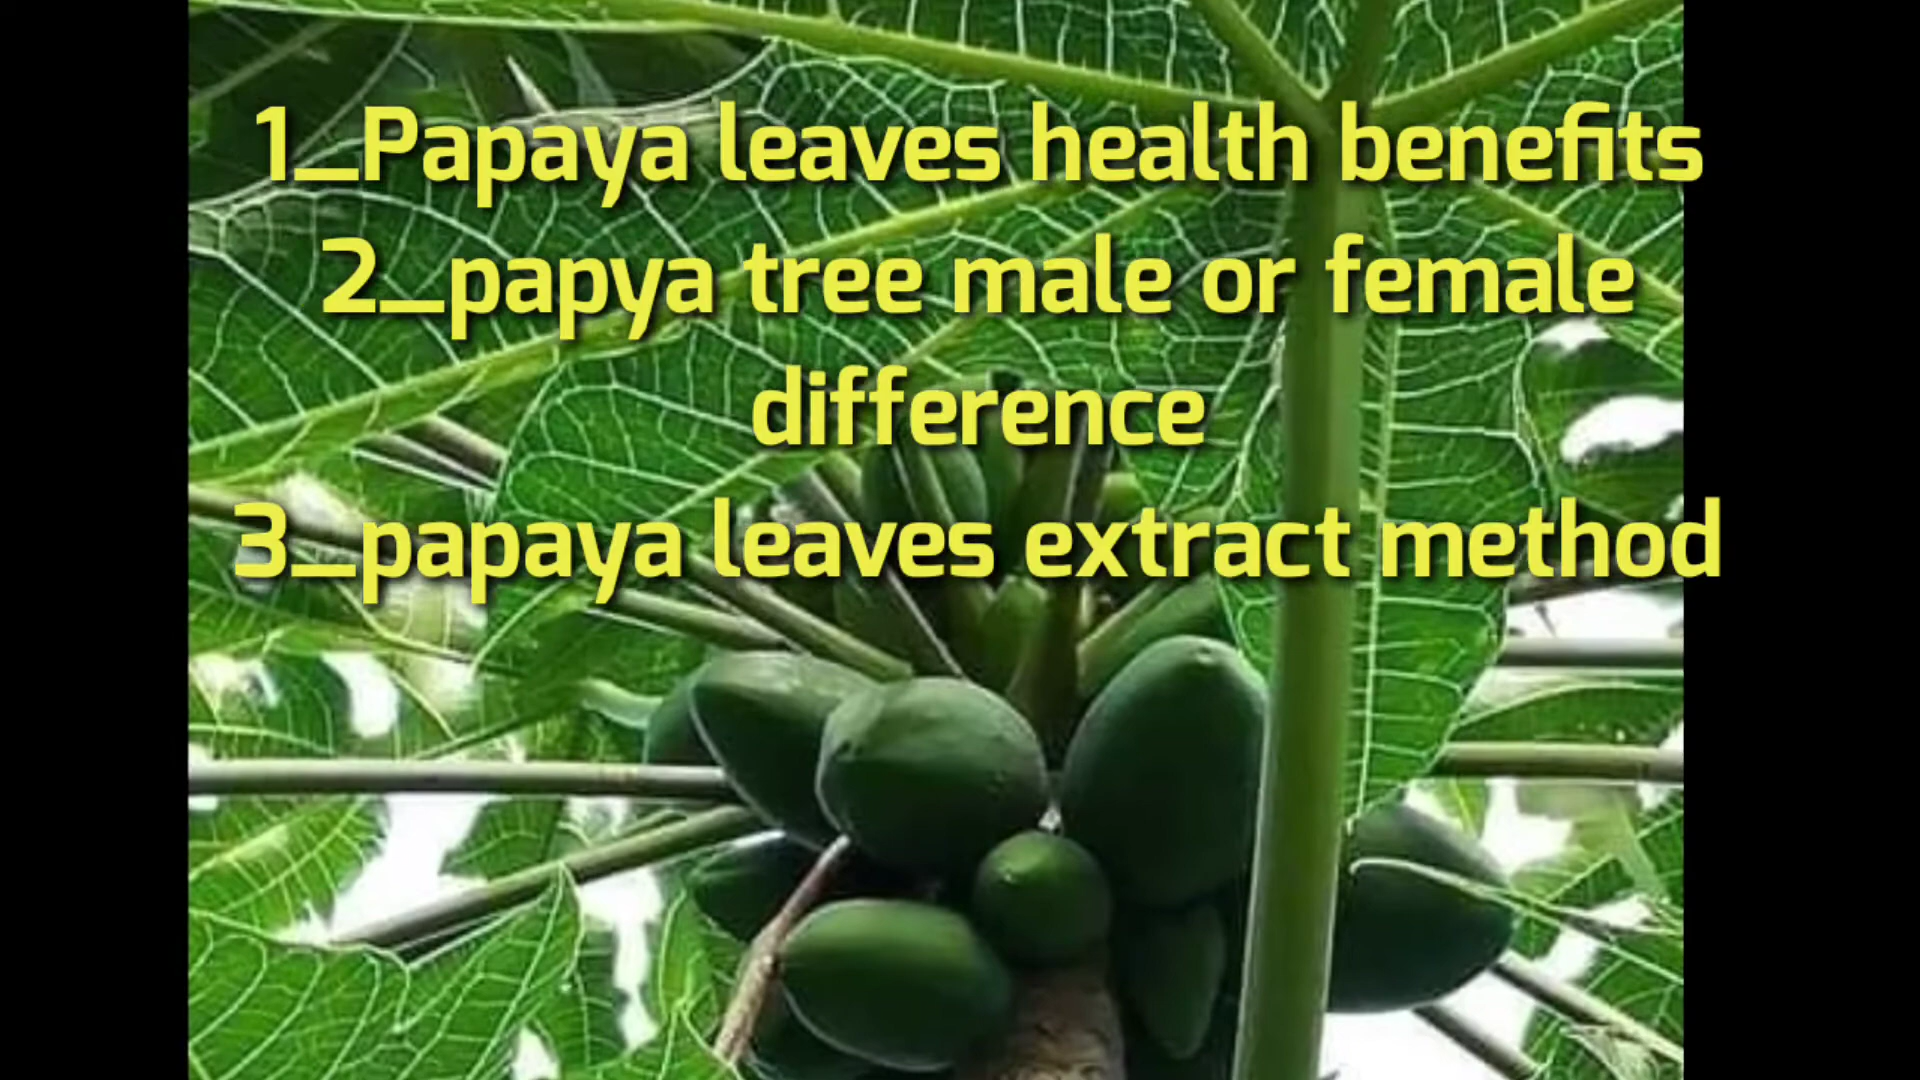 1_Papaya leaves health benefits
2_papya tree male or female
difference
3_papaya leaves extract method